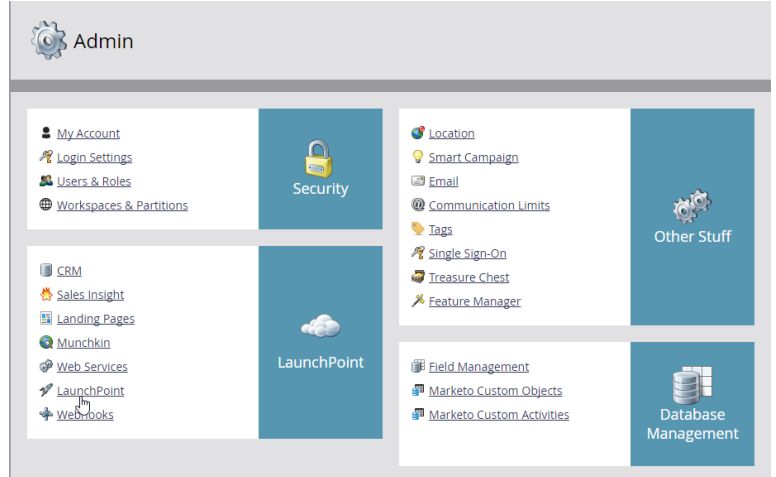 Admin
My Account
Login Settings
Users & Roles
Workspaces & Partitions
Security
CRM
Sales Insight
Landing Pages
Munchkin
Web Services
LaunchPoint
Webhooks
LaunchPoint
Location
Smart Campaign
Email
Communication Limits
Tags
Single Sign-On
Treasure Chest
Feature Manager
Other Stuff
Field Management
Marketo Custom Objects
Marketo Custom Activities
Database
Management